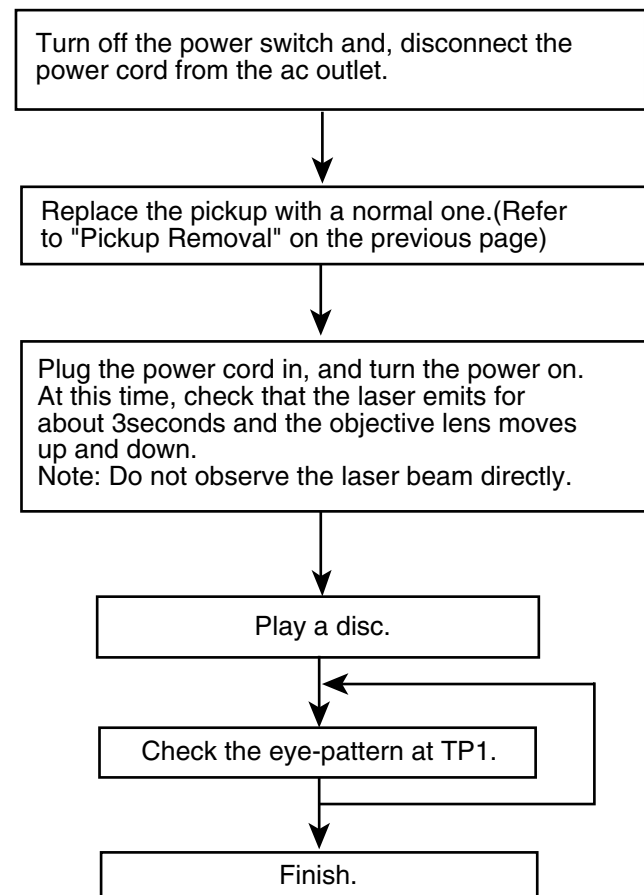 Turn off the power switch and, disconnect the
power cord from the ac outlet.
Replace the pickup with a normal one.(Refer
to "Pickup Removal" on the previous page)
Plug the power cord in, and turn the power on.
At this time, check that the laser emits for
about 3seconds and the objective lens moves
up and down.
Note: Do not observe the laser beam directly.
Play a disc.
Check the eye-pattern at TP1.
Finish.